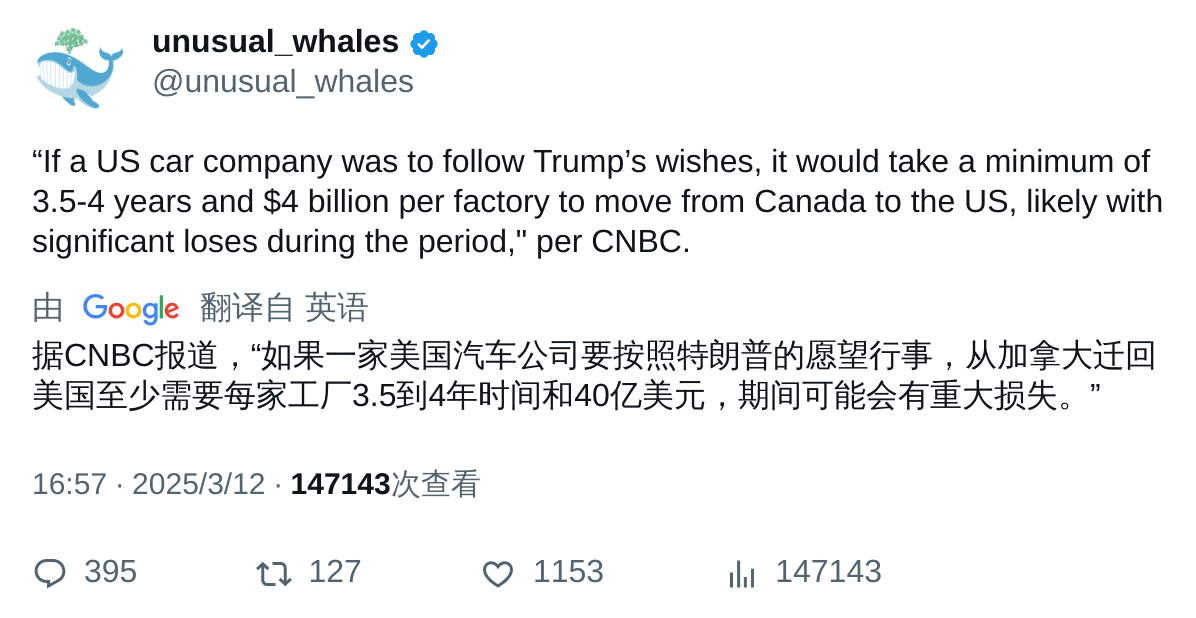 unusual_whales
@unusual_whales
“If a US car company was to follow Trump’s wishes, it would take a minimum of
3.5-4 years and $4 billion per factory to move from Canada to the US, likely with
significant loses during the period," per CNBC.
由 Google 翻译自 英语
据CNBC报道，“如果一家美国汽车公司要按照特朗普的愿望行事，从加拿大迁回
美国至少需要每家工厂3.5到4年时间和40亿美元，期间可能会有重大损失。”
16:57 · 2025/3/12 · 147143次查看
395 127 1153 147143